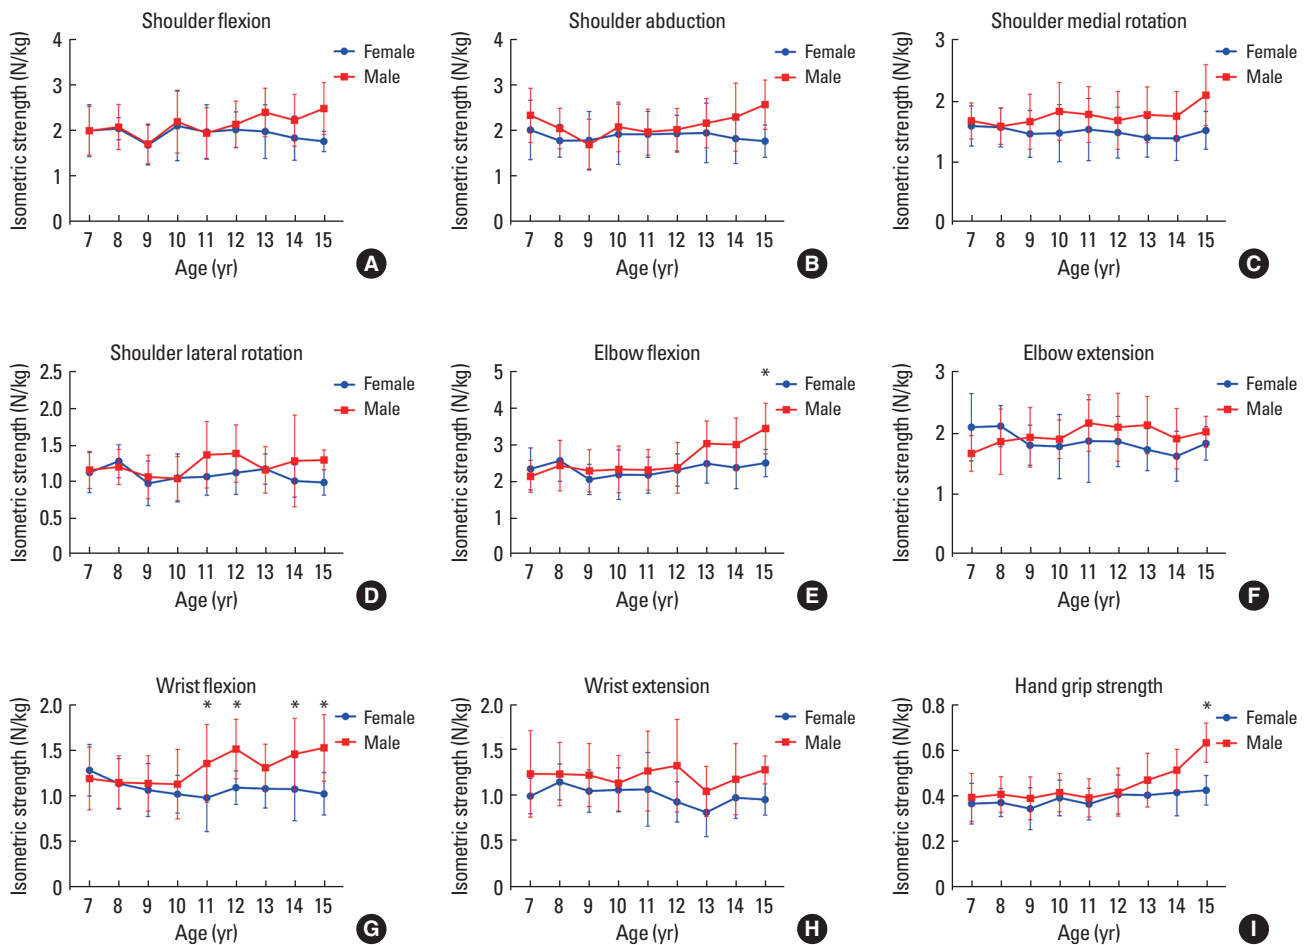 Shoulder flexion
Isometric strength (N/kg)
4
3
2
1
0
Female
Male
7 8 9 10 11 12 13 14 15
Age (yr)
A
Shoulder abduction
Isometric strength (N/kg)
4
3
2
1
0
Female
Male
7 8 9 10 11 12 13 14 15
Age (yr)
B
Shoulder medial rotation
Isometric strength (N/kg)
3
2
1
0
Female
Male
7 8 9 10 11 12 13 14 15
Age (yr)
C
Shoulder lateral rotation
Isometric strength (N/kg)
2.5
2.0
1.5
1.0
0.5
0
Female
Male
7 8 9 10 11 12 13 14 15
Age (yr)
D
Elbow flexion
Isometric strength (N/kg)
5
4
3
2
1
0
*
Female
Male
7 8 9 10 11 12 13 14 15
Age (yr)
E
Elbow extension
Isometric strength (N/kg)
3
2
1
0
Female
Male
7 8 9 10 11 12 13 14 15
Age (yr)
F
Wrist flexion
Isometric strength (N/kg)
2.0
1.5
1.0
0.5
0
* * * *
Female
Male
7 8 9 10 11 12 13 14 15
Age (yr)
G
Wrist extension
Isometric strength (N/kg)
2.0
1.5
1.0
0.5
0
Female
Male
7 8 9 10 11 12 13 14 15
Age (yr)
H
Hand grip strength
Isometric strength (N/kg)
0.8
0.6
0.4
0.2
0
*
Female
Male
7 8 9 10 11 12 13 14 15
Age (yr)
I